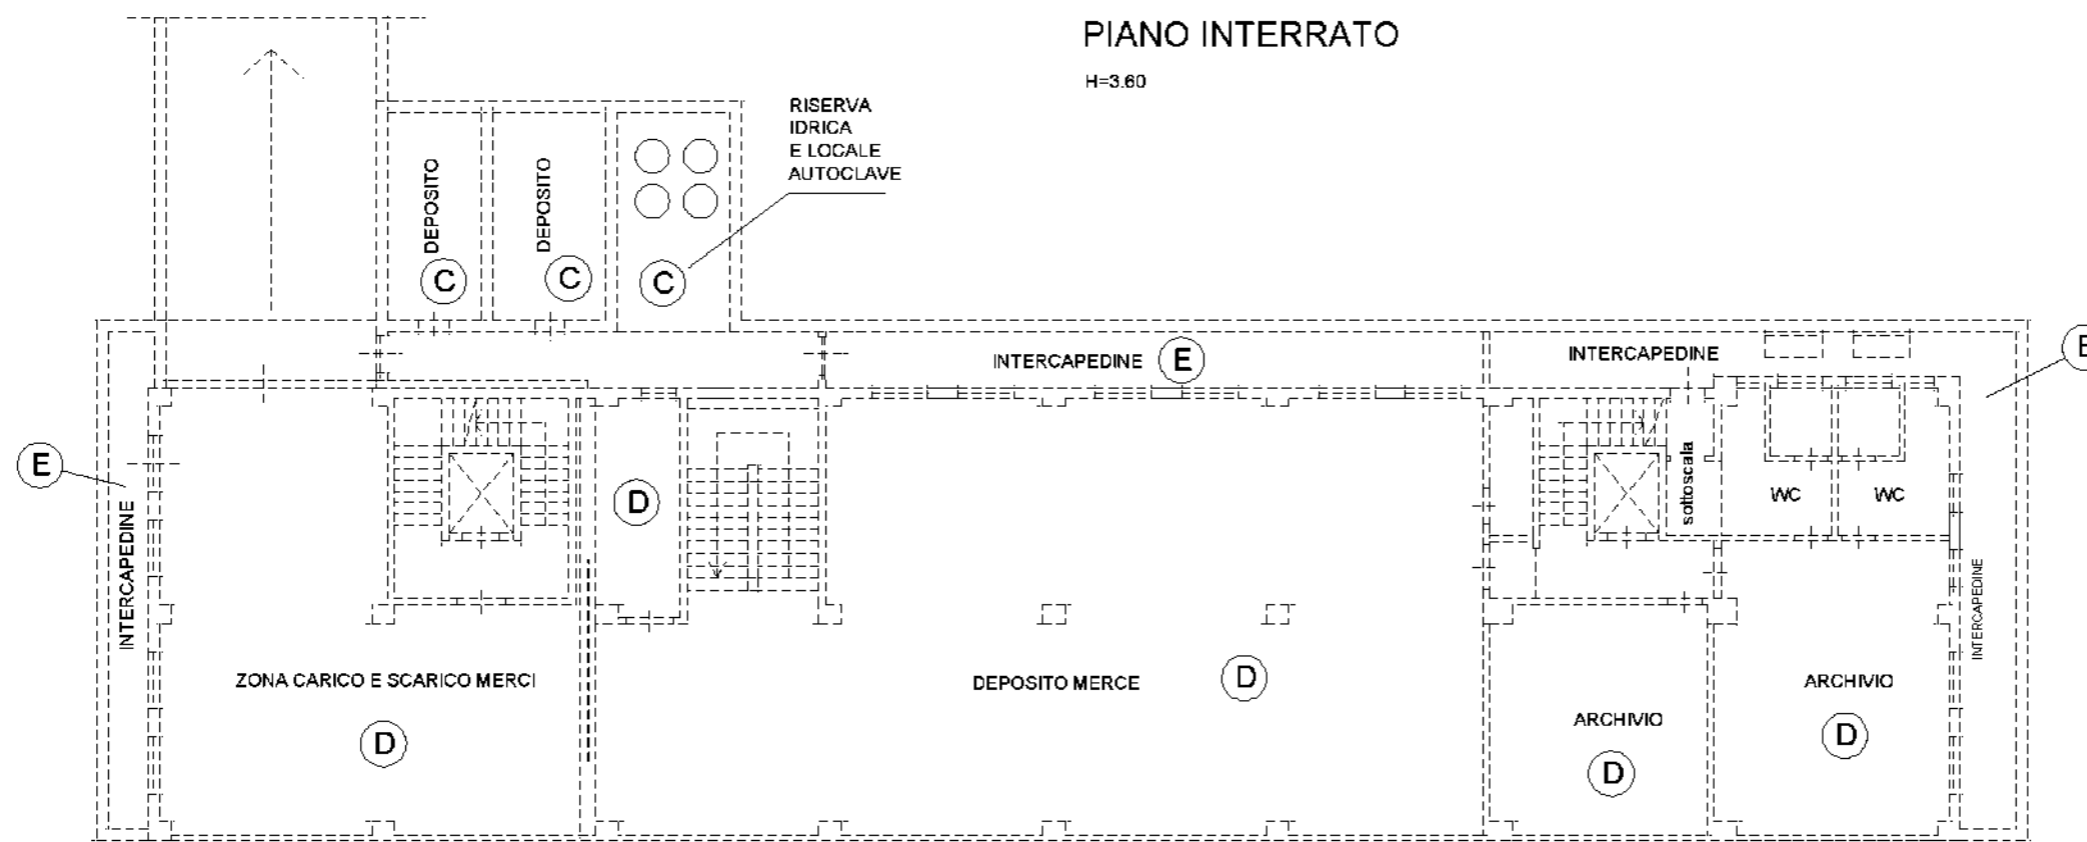 PIANO INTERRATO
H=3.60
RISERVA
IDRICA
E LOCALE
AUTOCLAVE
DEPOSITO
DEPOSITO
C
C
C
INTERCAPEDINE
E
INTERCAPEDINE
E
E
INTERCAPEDINE
D
sottoscala
WC
WC
INTERCAPEDINE
ZONA CARICO E SCARICO MERCI
D
DEPOSITO MERCE
D
ARCHIVIO
D
ARCHIVIO
D